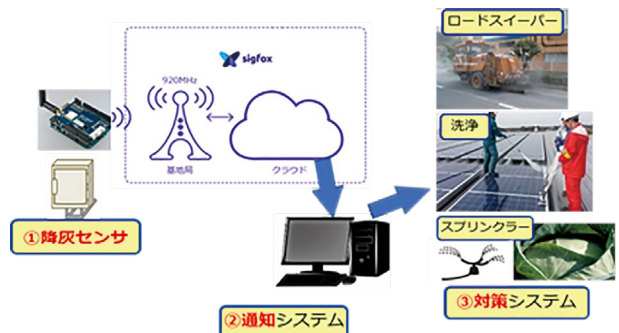 sigfox
920MHz
基地局
クラウド
①降灰センサ
②通知システム
ロードスイーパー
洗浄
スプリンクラー
③対策システム